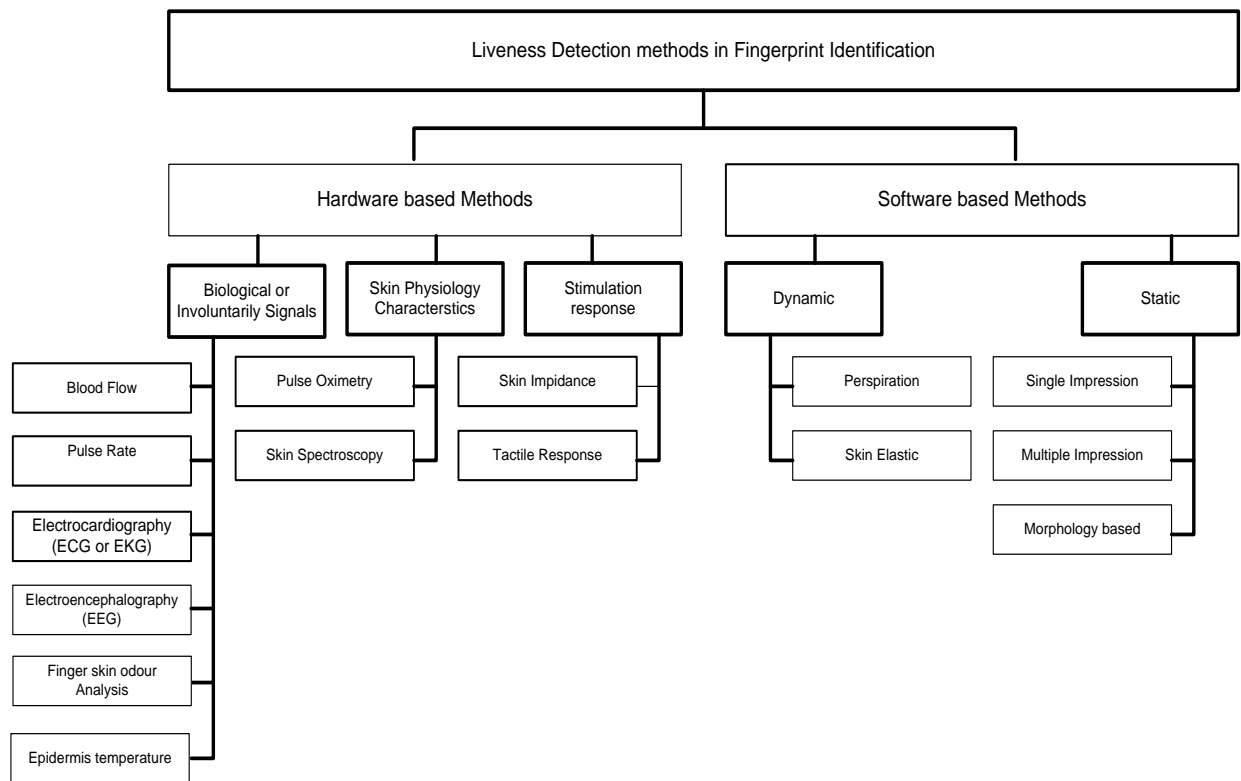 Liveness Detection methods in Fingerprint Identification
Hardware based Methods
Software based Methods
Biological or
Involuntarily Signals
Skin Physiology
Characterstics
Stimulation
response
Dynamic
Static
Blood Flow
Pulse Rate
Electrocardiography
(ECG or EKG)
Electroencephalography
(EEG)
Finger skin odour
Analysis
Epidermis temperature
Pulse Oximetry
Skin Spectroscopy
Skin Impidance
Tactile Response
Perspiration
Skin Elastic
Single Impression
Multiple Impression
Morphology based